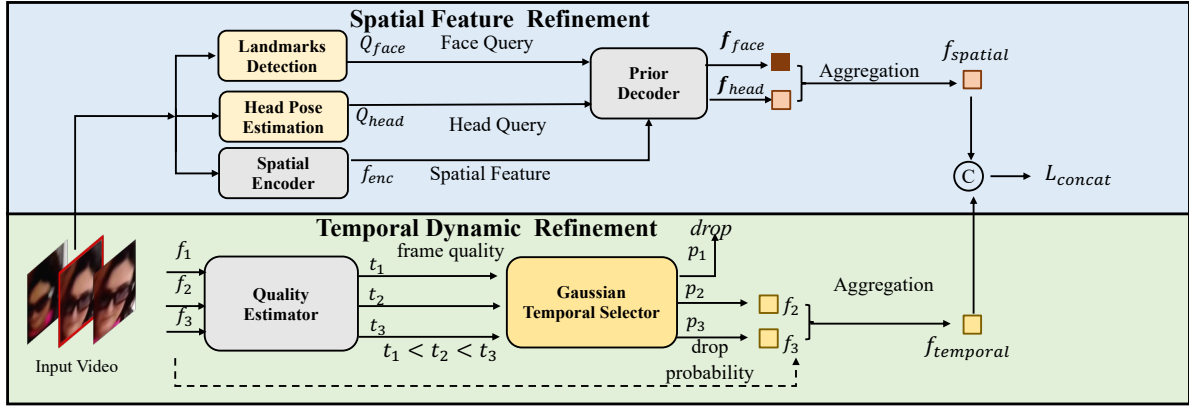 Spatial Feature Refinement
Landmarks
Detection
Q_face
Face Query
Head Pose
Estimation
Q_head
Head Query
Spatial
Encoder
f_enc
Spatial Feature
Prior
Decoder
f_face
f_head
Aggregation
f_spatial
C
L_concat
Temporal Dynamic Refinement
Input Video
f_1
f_2
f_3
Quality
Estimator
frame quality
t_1
t_2
t_3
t_1 < t_2 < t_3
Gaussian
Temporal Selector
drop
p_1
p_2
p_3
drop
probability
f_2
f_3
Aggregation
f_temporal